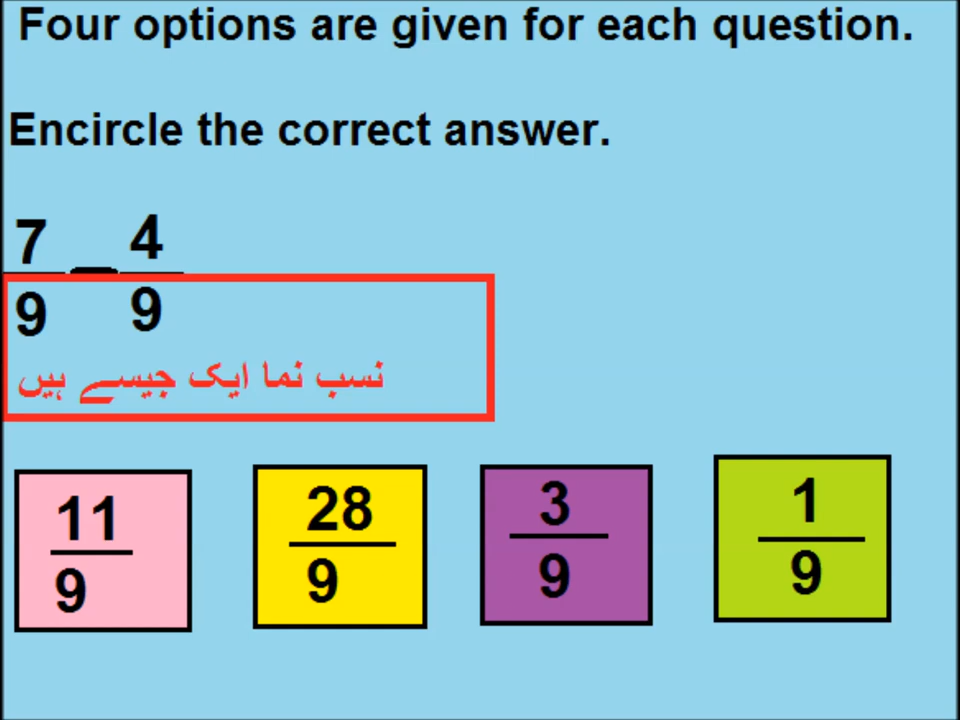 Four options are given for each question.
Encircle the correct answer.
7 4
9 – 9
نسب نما ایک جیسے ہیں
11 28 3 1
9 9 9 9